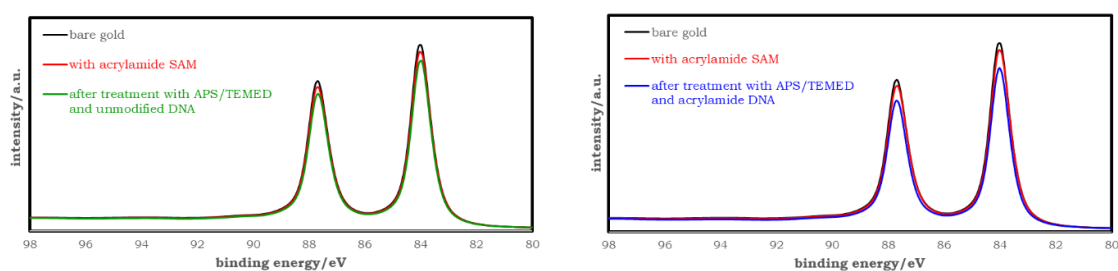 bare gold
with acrylamide SAM
after treatment with APS/TEMED
and unmodified DNA
intensity/a.u.
98 96 94 92 90 88 86 84 82 80
binding energy/eV
bare gold
with acrylamide SAM
after treatment with APS/TEMED
and acrylamide DNA
intensity/a.u.
98 96 94 92 90 88 86 84 82 80
binding energy/eV